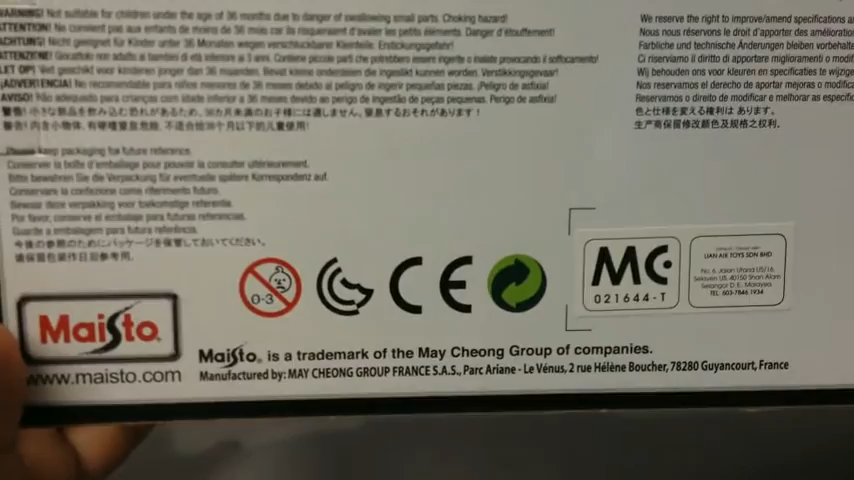 WARNING! Not suitable for children under the age of 36 months due to danger of swallowing small parts. Choking hazard!
ATTENTION! Ne convient pas aux enfants de moins de 36 mois car ils risqueraient d'avaler les petits éléments. Danger d'étouffement!
ACHTUNG! Nicht geeignet für Kinder unter 36 Monaten wegen verschluckbarer Kleinteile. Erstickungsgefahr!
ATTENZIONE! Giocattolo non adatto a bambini di età inferiore ai 3 anni. Contiene piccole parti che potrebbero essere ingerite o inalate provocando il soffocamento!
LET OP! Niet geschikt voor kinderen jonger dan 36 maanden. Bevat kleine onderdelen die ingeslikt kunnen worden. Verstikkingsgevaar!
¡ADVERTENCIA! No recomendable para niños menores de 36 meses debido al peligro de ingerir pequeñas piezas. ¡Peligro de asfixia!
AVISO! Não adequado para crianças com idade inferior a 36 meses devido ao perigo de ingestão de peças pequenas. Perigo de asfixia!
警告! 小さな部品を飲み込む恐れがあるため、36カ月未満のお子様には適しません。窒息するおそれがあります!
警告! 内含小物体, 有哽噎窒息危险, 不适合36个月以下的儿童使用!
Please keep packaging for future reference.
Conserver la boîte d'emballage pour pouvoir la consulter ultérieurement.
Bitte bewahren Sie die Verpackung für eventuelle spätere Korrespondenz auf.
Conservare la confezione come riferimento futuro.
Bewaar deze verpakking voor toekomstige referentie.
Por favor, conserve el embalaje para futuras referencias.
Guarde a embalagem para futura referência.
今後の参考のためにパッケージを保管しておいてください。
请保留包装作日后参考用.
We reserve the right to improve/amend specifications a
Nous nous réservons le droit d'apporter des amélioration
Farbliche und technische Änderungen bleiben vorbehalte
Ci riserviamo il diritto di apportare miglioramenti o modif
Wij behouden ons voor kleuren en specificaties te wijzige
Nos reservamos el derecho de aportar mejoras o modif
Reservamos o direito de modificar e melhorar as especific
色と仕様を変える権利は あります。
生产商保留修改颜色及规格之权利.
0-3
CE
MC
021644-T
LIAN AIK TOYS SDN BHD
No. 6 Jalan Utarid U5/16
Seksyen U5, 40150 Shah Alam
Selangor D.E., Malaysia
TEL: 603-7846 1934
Maisto
www.maisto.com
Maisto® is a trademark of the May Cheong Group of companies.
Manufactured by: MAY CHEONG GROUP FRANCE S.A.S., Parc Ariane - Le Vénus, 2 rue Hélène Boucher, 78280 Guyancourt, France